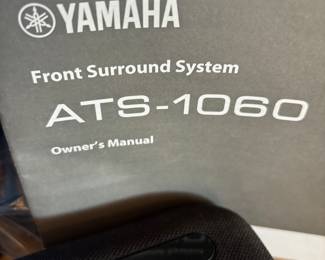 YAMAHA
Front Surround System
ATS-1060
Owner's Manual